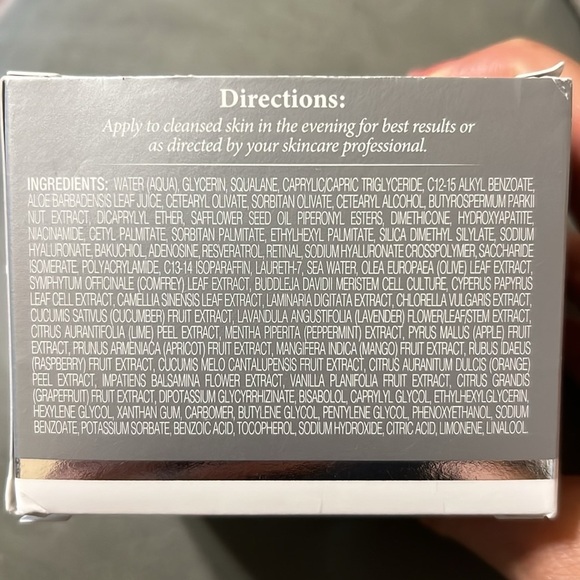 Directions:
Apply to cleansed skin in the evening for best results or
as directed by your skincare professional.
INGREDIENTS: WATER (AQUA), GLYCERIN, SQUALANE, CAPRYLIC/CAPRIC TRIGLYCERIDE, C12-15 ALKYL BENZOATE,
ALOE BARBADENSIS LEAF JUICE, CETEARYL OLIVATE, SORBITAN OLIVATE, CETEARYL ALCOHOL, BUTYROSPERMUM PARKII
NUT EXTRACT, DICAPRYLYL ETHER, SAFFLOWER SEED OIL PIPERONYL ESTERS, DIMETHICONE, HYDROXYAPATITE,
NIACINAMIDE, CETYL PALMITATE, SORBITAN PALMITATE, ETHYLHEXYL PALMITATE, SILICA DIMETHYL SILYLATE, SODIUM
HYALURONATE, BAKUCHIOL, ADENOSINE, RESVERATROL, RETINAL, SODIUM HYALURONATE CROSSPOLYMER, SACCHARIDE
ISOMERATE, POLYACRYLAMIDE, C13-14 ISOPARAFFIN, LAURETH-7, SEA WATER, OLEA EUROPAEA (OLIVE) LEAF EXTRACT,
SYMPHYTUM OFFICINALE (COMFREY) LEAF EXTRACT, BUDDLEJA DAVIDII MERISTEM CELL CULTURE, CYPERUS PAPYRUS
LEAF CELL EXTRACT, CAMELLIA SINENSIS LEAF EXTRACT, LAMINARIA DIGITATA EXTRACT, CHLORELLA VULGARIS EXTRACT,
CUCUMIS SATIVUS (CUCUMBER) FRUIT EXTRACT, LAVANDULA ANGUSTIFOLIA (LAVENDER) FLOWER/LEAF/STEM EXTRACT,
CITRUS AURANTIFOLIA (LIME) PEEL EXTRACT, MENTHA PIPERITA (PEPPERMINT) EXTRACT, PYRUS MALUS (APPLE) FRUIT
EXTRACT, PRUNUS ARMENIACA (APRICOT) FRUIT EXTRACT, MANGIFERA INDICA (MANGO) FRUIT EXTRACT, RUBUS IDAEUS
(RASPBERRY) FRUIT EXTRACT, CUCUMIS MELO CANTALUPENSIS FRUIT EXTRACT, CITRUS AURANITUM DULCIS (ORANGE)
PEEL EXTRACT, IMPATIENS BALSAMINA FLOWER EXTRACT, VANILLA PLANIFOLIA FRUIT EXTRACT, CITRUS GRANDIS
(GRAPEFRUIT) FRUIT EXTRACT, DIPOTASSIUM GLYCYRRHIZINATE, BISABOLOL, CAPRYLYL GLYCOL, ETHYLHEXYLGLYCERIN,
HEXYLENE GLYCOL, XANTHAN GUM, CARBOMER, BUTYLENE GLYCOL, PENTYLENE GLYCOL, PHENOXYETHANOL, SODIUM
BENZOATE, POTASSIUM SORBATE, BENZOIC ACID, TOCOPHEROL, SODIUM HYDROXIDE, CITRIC ACID, LIMONENE, LINALOOL.